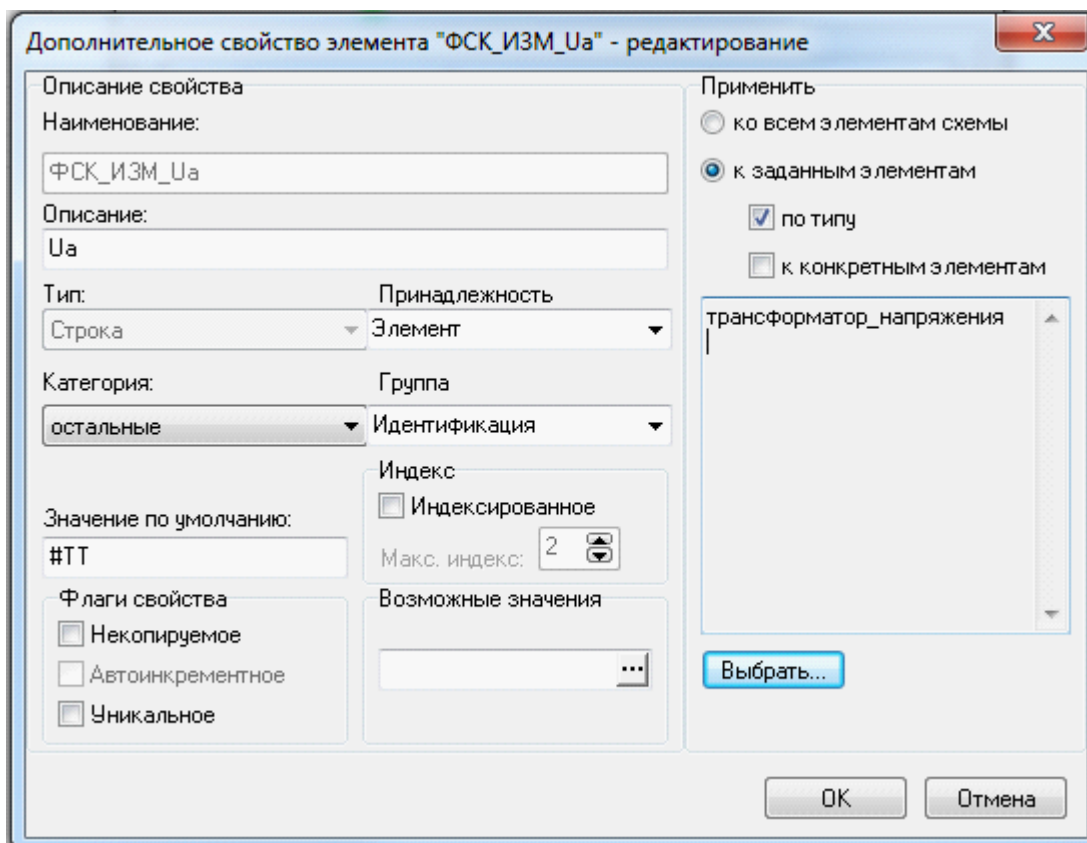 Дополнительное свойство элемента "ФСК_ИЗМ_Ua" - редактирование
Описание свойства
Наименование:
ФСК_ИЗМ_Ua
Описание:
Ua
Тип:
Принадлежность
Строка
Элемент
Категория:
Группа
остальные
Идентификация
Индекс
Индексированное
Макс. индекс:
2
Значение по умолчанию:
#ТТ
Флаги свойства
Некопируемое
Автоинкрементное
Уникальное
Возможные значения
...
Применить
ко всем элементам схемы
к заданным элементам
по типу
к конкретным элементам
трансформатор_напряжения
Выбрать...
OK
Отмена